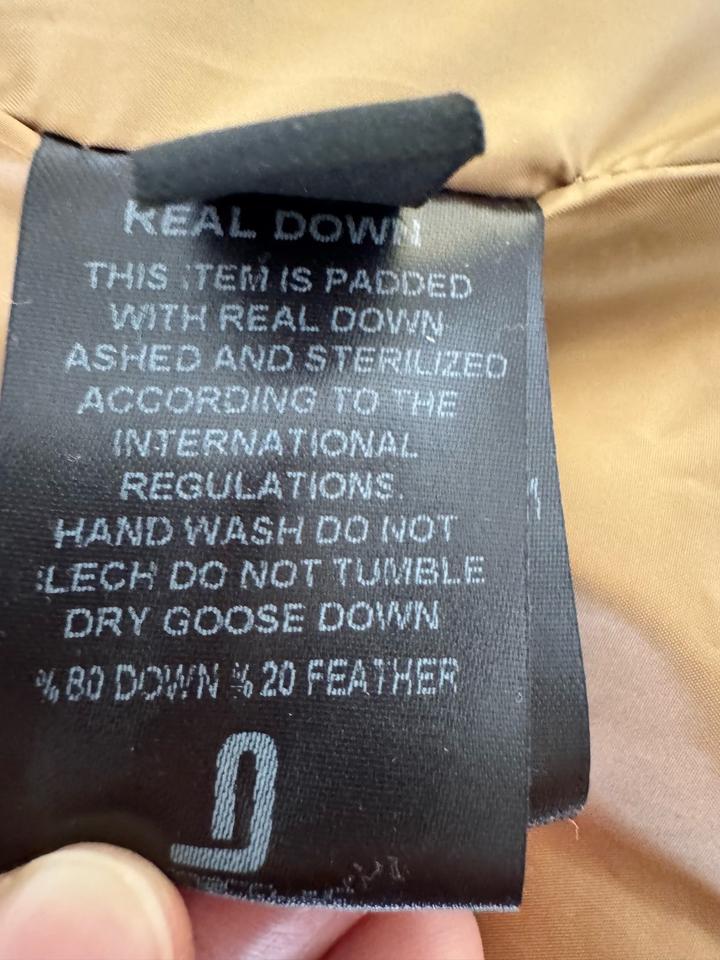 REAL DOWN
THIS ITEM IS PADDED
WITH REAL DOWN
ASHED AND STERILIZED
ACCORDING TO THE
INTERNATIONAL
REGULATIONS.
HAND WASH DO NOT
LECH DO NOT TUMBLE
DRY GOOSE DOWN
%80 DOWN %20 FEATHER